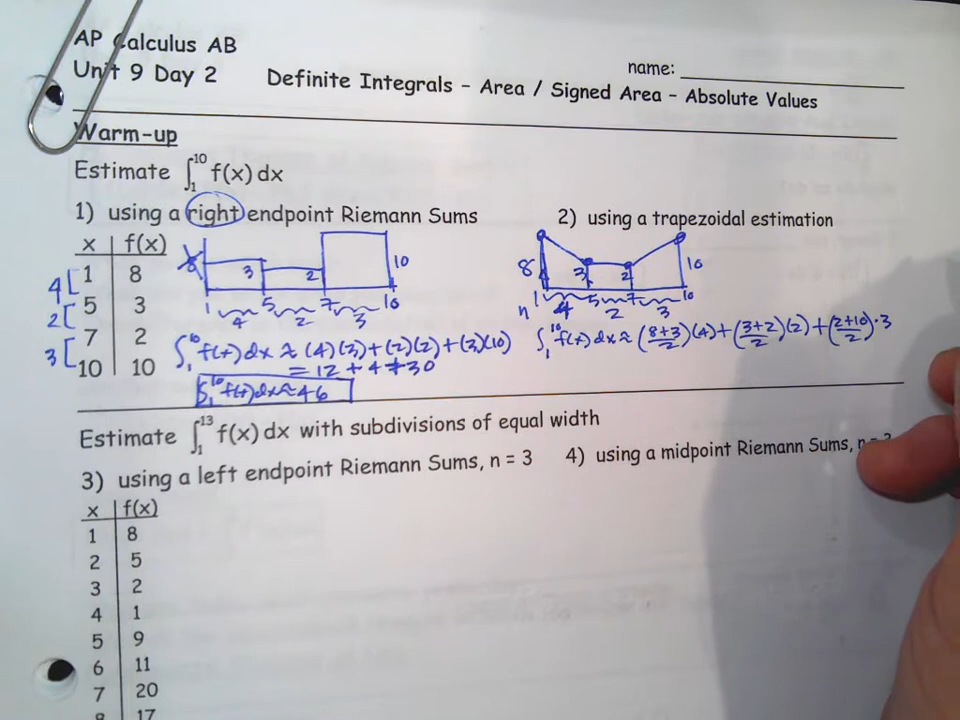 AP Calculus AB
Unit 9 Day 2 Definite Integrals - Area / Signed Area - Absolute Values
name:
Warm-up
Estimate ∫₁¹⁰ f(x) dx
1) using a right endpoint Riemann Sums
x f(x)
1 8
5 3
7 2
10 10
4
2
3
8 3 2 10
1 5 7 10
4 2 3
∫₁¹⁰ f(x) dx ≈ (4)(3)+(2)(2)+(3)(10)
= 12 + 4 + 30
∫₁¹⁰ f(x) dx ≈ 46
2) using a trapezoidal estimation
8 3 2 10
1 5 7 10
4 2 3
∫₁¹⁰ f(x) dx ≈ (8+3/2)(4)+(3+2/2)(2)+(2+10/2)·3
Estimate ∫₁¹³ f(x) dx with subdivisions of equal width
3) using a left endpoint Riemann Sums, n = 3
4) using a midpoint Riemann Sums,
x f(x)
1 8
2 5
3 2
4 1
5 9
6 11
7 20
8 17